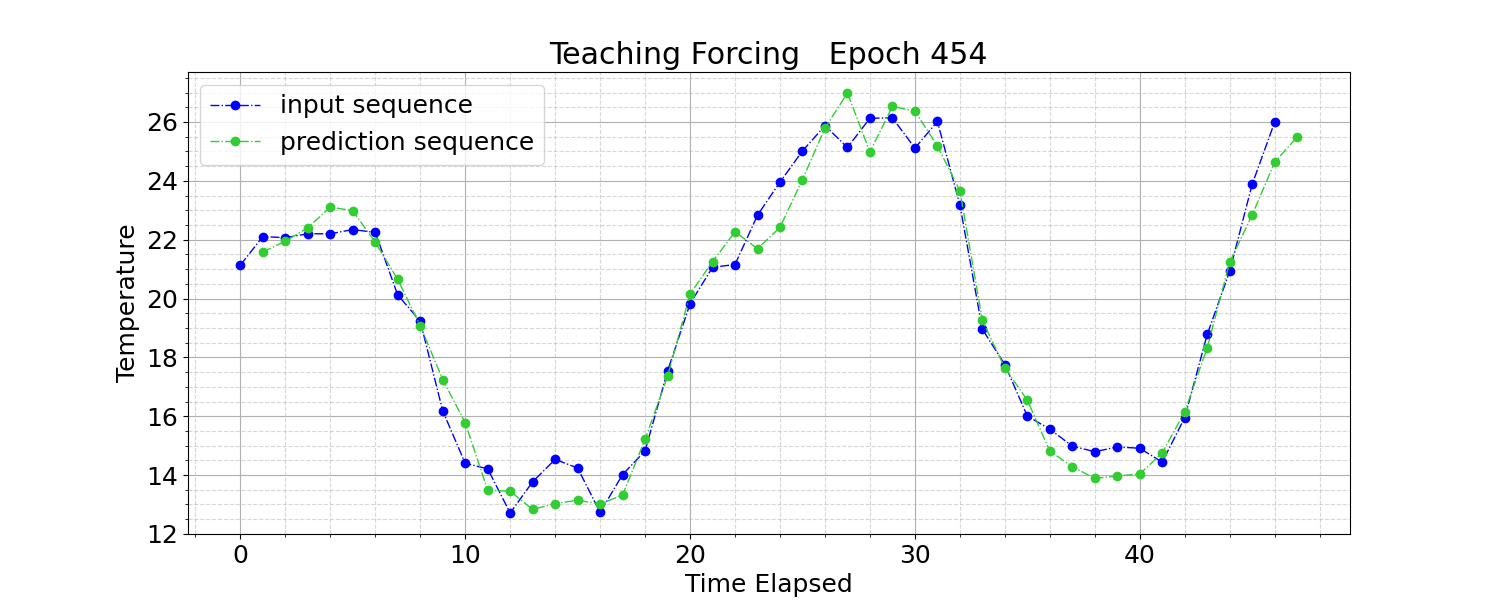 Teaching Forcing   Epoch 454
input sequence
prediction sequence
26
24
22
20
18
16
14
12
Temperature
0 10 20 30 40
Time Elapsed